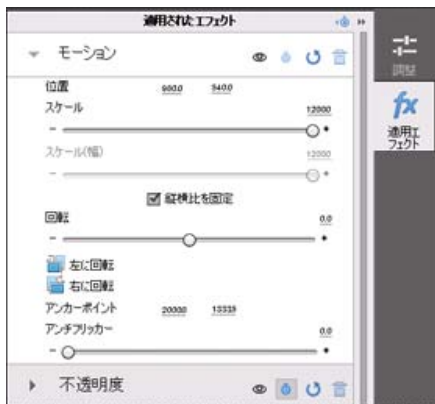 適用されたエフェクト
モーション
調整
位置 960.0 540.0
fx
スケール 120.00
適用エフェクト
スケール(幅) 120.00
縦横比を固定
回転 0.0
左に回転
右に回転
アンカーポイント
アンチフリッカー 0.0
不透明度